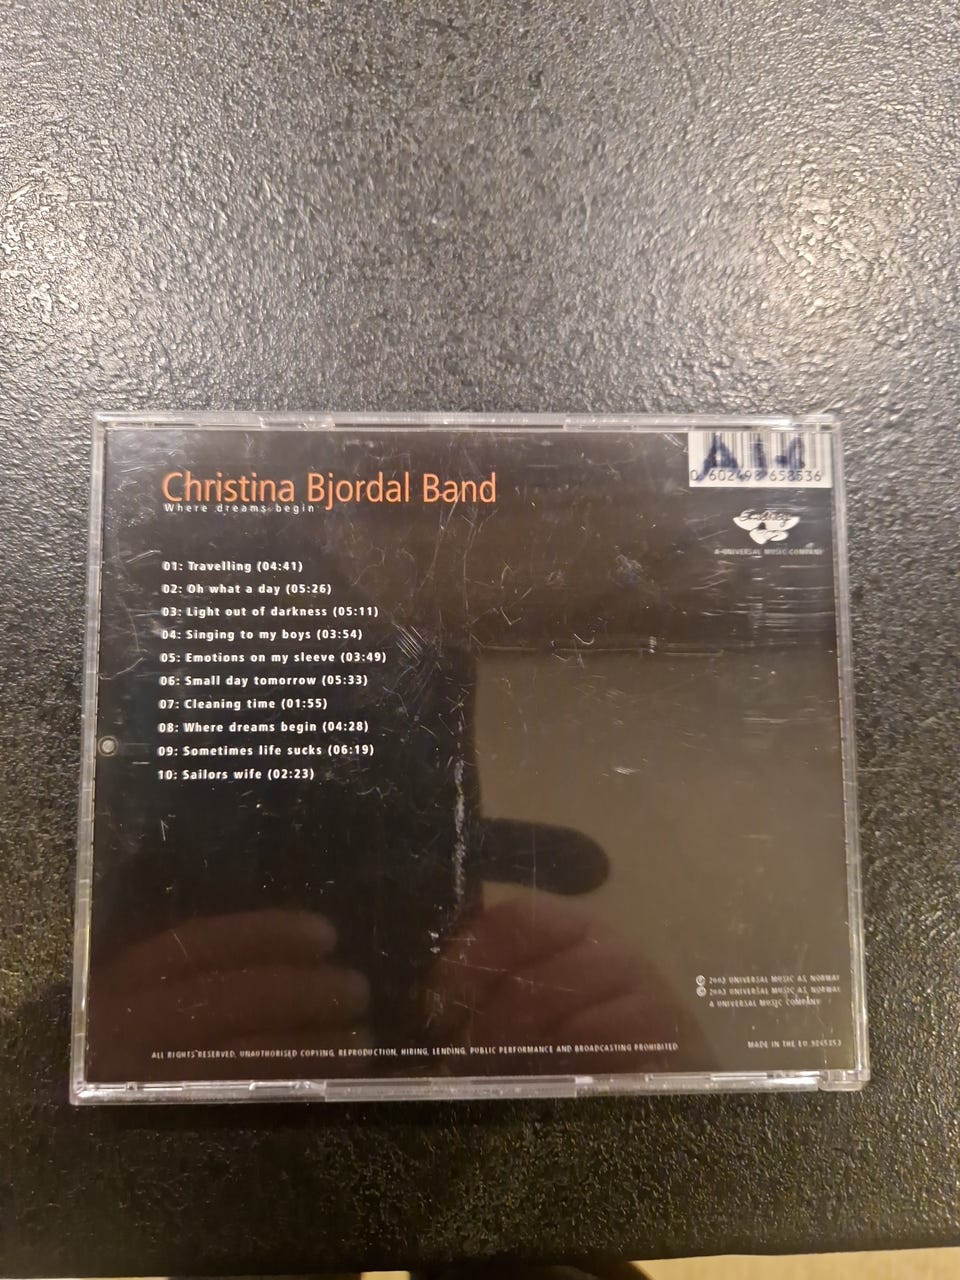 Christina Bjordal Band
Where dreams begin
0 602498 658536
EmArcy
A UNIVERSAL MUSIC COMPANY
01: Travelling (04:41)
02: Oh what a day (05:26)
03: Light out of darkness (05:11)
04: Singing to my boys (03:54)
05: Emotions on my sleeve (03:49)
06: Small day tomorrow (05:33)
07: Cleaning time (01:55)
08: Where dreams begin (04:28)
09: Sometimes life sucks (06:19)
10: Sailors wife (02:23)
℗ 2003 UNIVERSAL MUSIC AS, NORWAY
© 2003 UNIVERSAL MUSIC AS, NORWAY
A UNIVERSAL MUSIC COMPANY
ALL RIGHTS RESERVED. UNAUTHORISED COPYING, REPRODUCTION, HIRING, LENDING, PUBLIC PERFORMANCE AND BROADCASTING PROHIBITED
MADE IN THE EU.